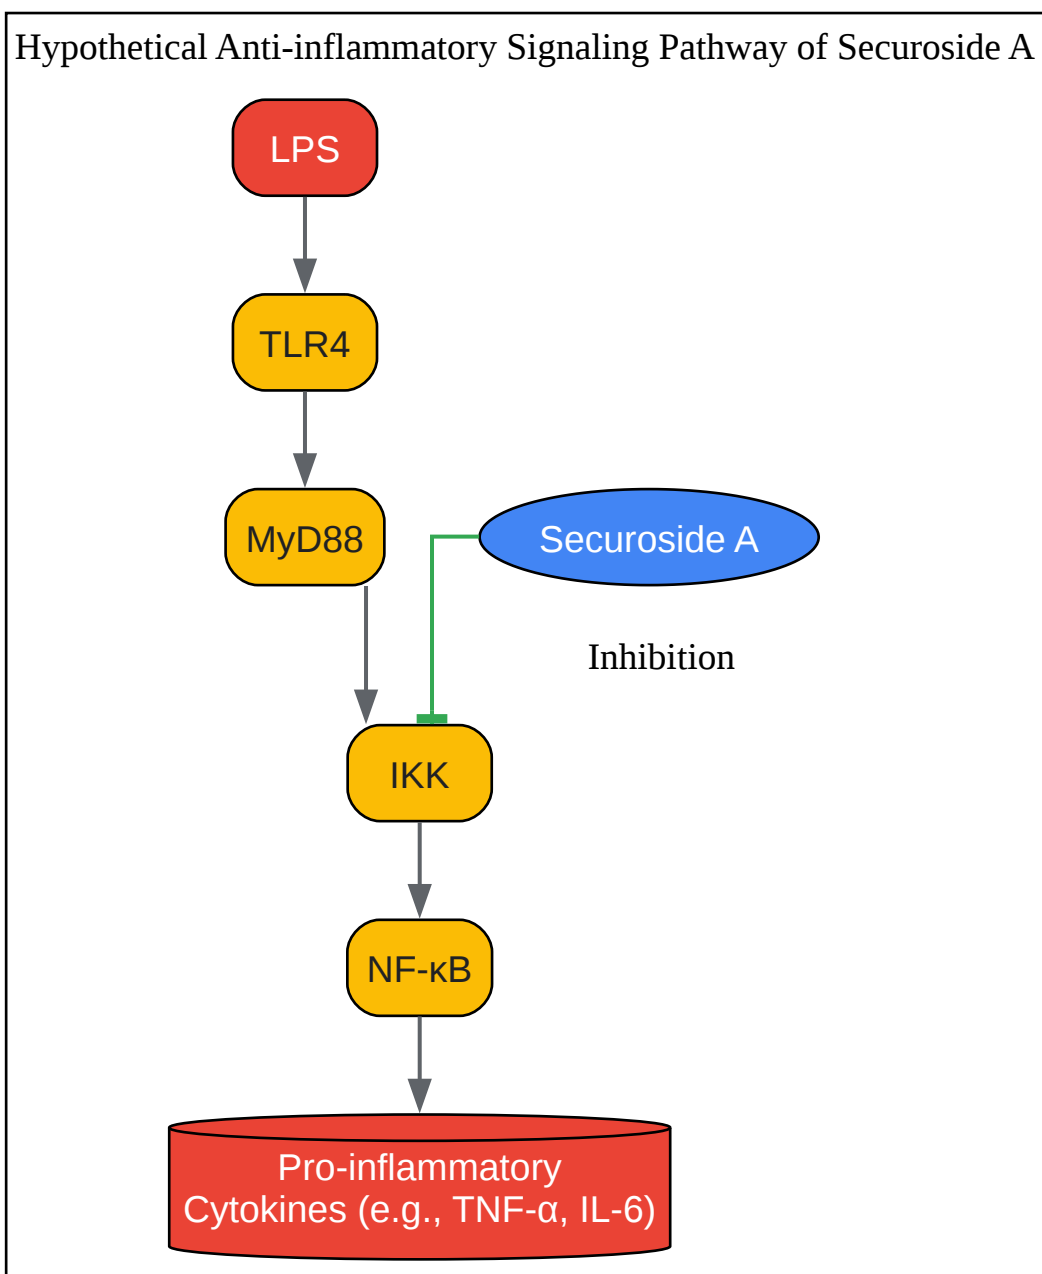 Hypothetical Anti-inflammatory Signaling Pathway of Securoside A
LPS
TLR4
MyD88
Securoside A
Inhibition
IKK
NF-κB
Pro-inflammatory
Cytokines (e.g., TNF-α, IL-6)